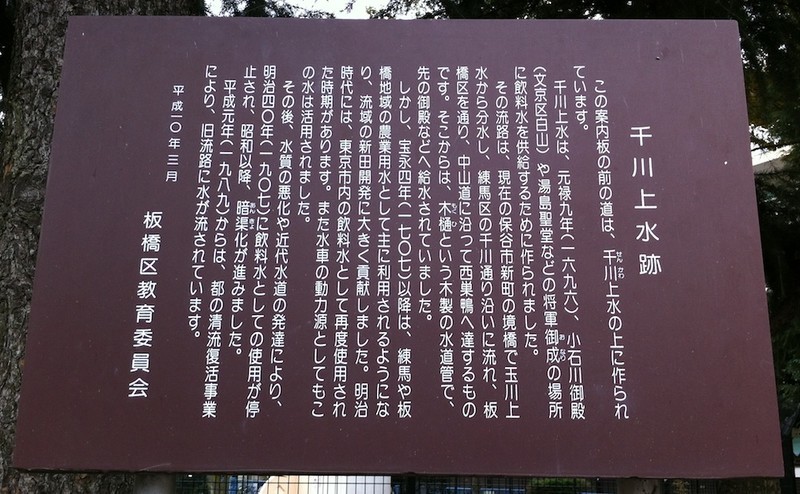 千川上水跡
この案内板の前の道は、千川上水の上に作られ
せんかわ
ています。
千川上水は、元禄九年(一六九六)、小石川御殿
(文京区白山)や湯島聖堂などの将軍御成の場所
おなり
に飲料水を供給するために作られました。
その流路は、現在の保谷市新町の境橋で玉川上
水から分水し、練馬区の千川通り沿いに流れ、板
橋区を通り、中山道に沿って西巣鴨へ達するもの
です。そこからは、木樋という木製の水道管で、
もくひ
先の御殿などへ給水されていました。
しかし、宝永四年(一七〇七)以降は、練馬や板
橋地域の農業用水として主に利用されるようにな
り、流域の新田開発に大きく貢献しました。明治
時代には、東京市内の飲料水として再度使用され
た時期があります。また水車の動力源としてもこ
の水は活用されました。
その後、水質の悪化や近代水道の発達により、
明治四〇年(一九〇七)に飲料水としての使用が停
止され、昭和以降、暗渠化が進みました。
あんきょ
平成元年(一九八九)からは、都の清流復活事業
により、旧流路に水が流されています。
平成一〇年三月
板橋区教育委員会